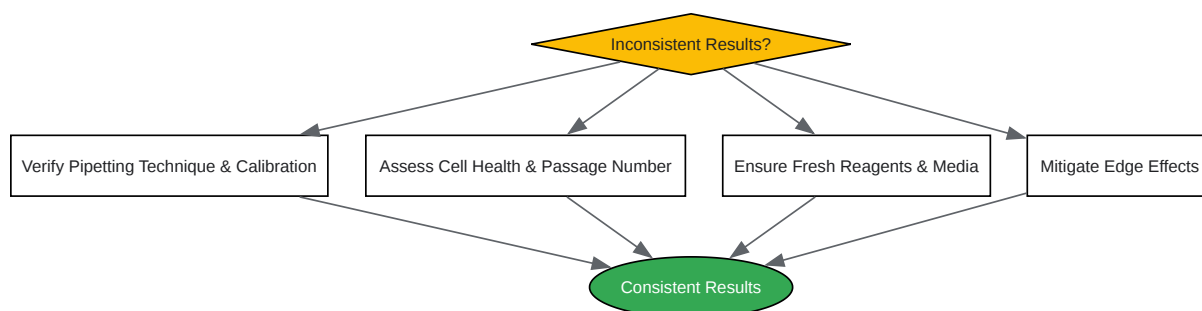 Inconsistent Results?
Verify Pipetting Technique & Calibration
Assess Cell Health & Passage Number
Ensure Fresh Reagents & Media
Mitigate Edge Effects
Consistent Results